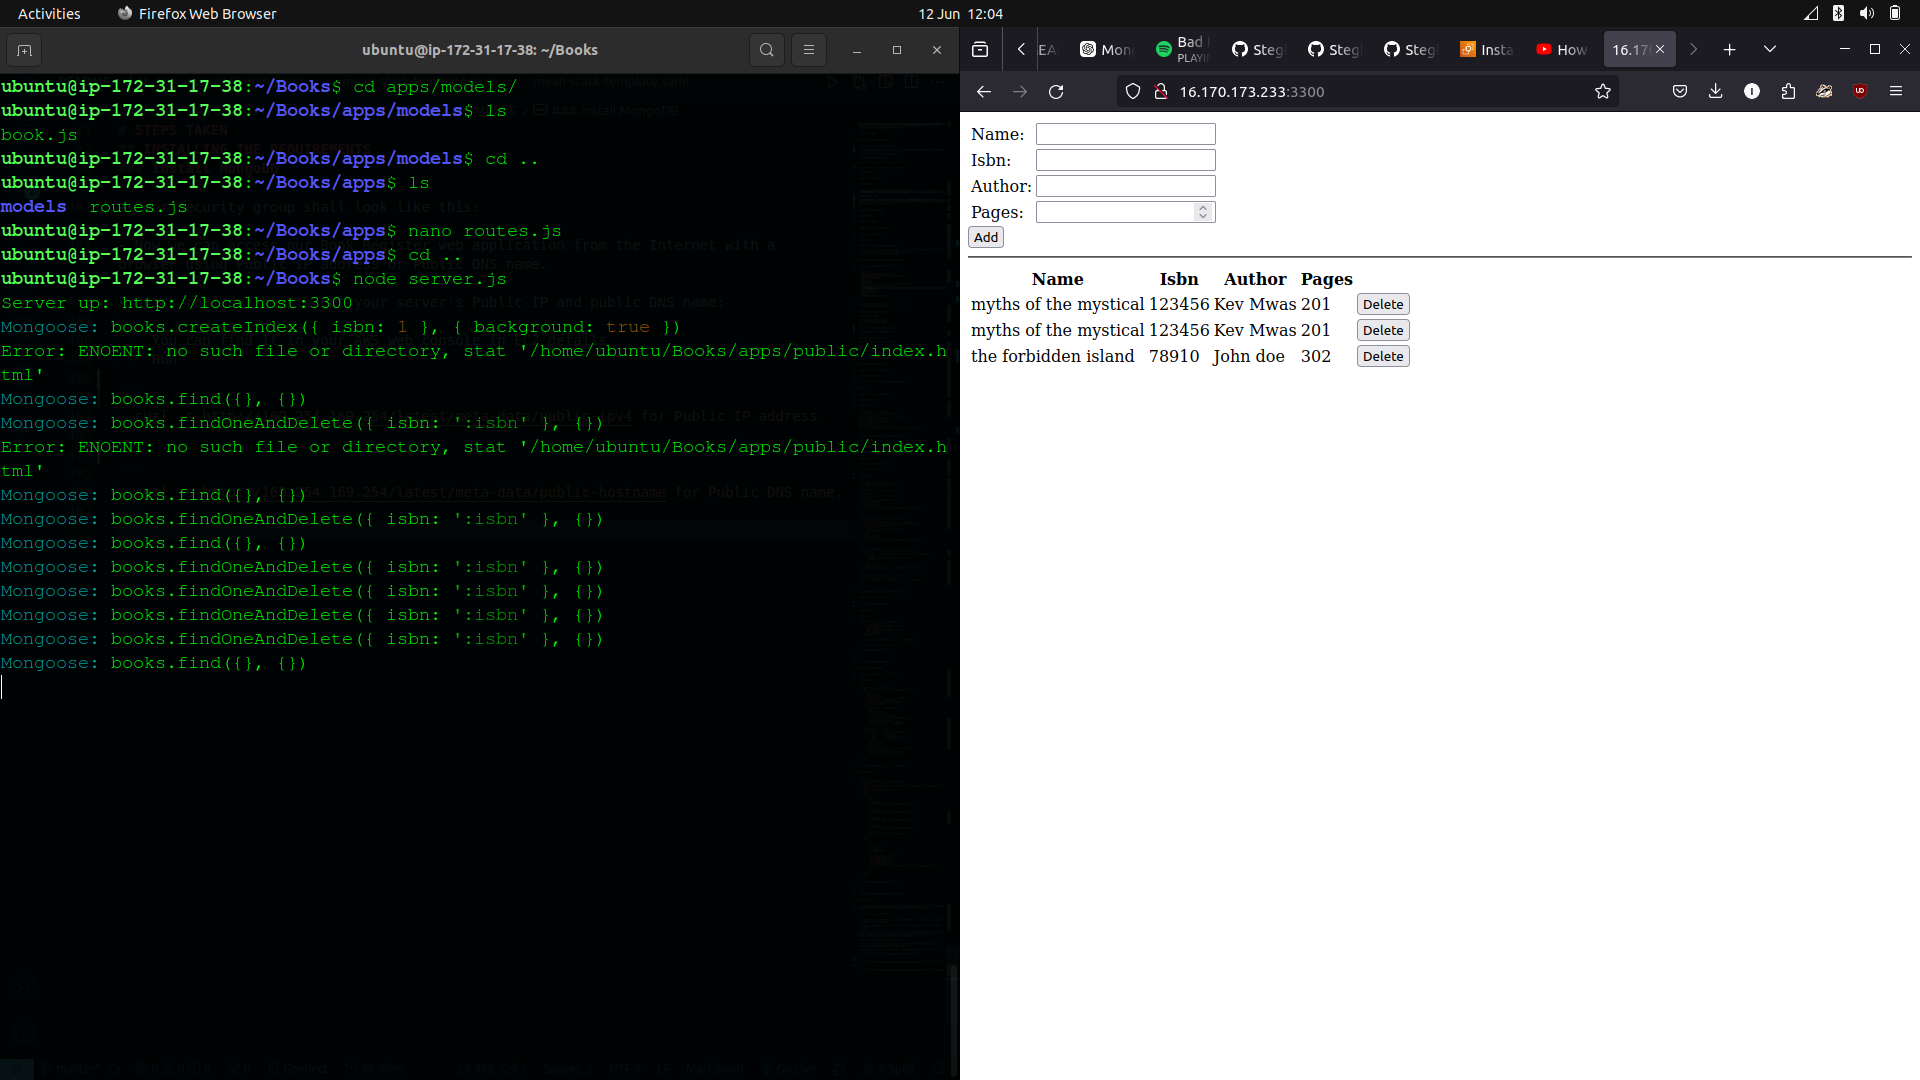 Activities
Firefox Web Browser
12 Jun 12:04
ubuntu@ip-172-31-17-38: ~/Books
ubuntu@ip-172-31-17-38:~/Books$ cd apps/models/
ubuntu@ip-172-31-17-38:~/Books/apps/models$ ls
book.js
ubuntu@ip-172-31-17-38:~/Books/apps/models$ cd ..
ubuntu@ip-172-31-17-38:~/Books/apps$ ls
models routes.js
ubuntu@ip-172-31-17-38:~/Books/apps$ nano routes.js
ubuntu@ip-172-31-17-38:~/Books/apps$ cd ..
ubuntu@ip-172-31-17-38:~/Books$ node server.js
Server up: http://localhost:3300
Mongoose: books.createIndex({ isbn: 1 }, { background: true })
Error: ENOENT: no such file or directory, stat '/home/ubuntu/Books/apps/public/index.h
tml'
Mongoose: books.find({}, {})
Mongoose: books.findOneAndDelete({ isbn: ':isbn' }, {})
Error: ENOENT: no such file or directory, stat '/home/ubuntu/Books/apps/public/index.h
tml'
Mongoose: books.find({}, {})
Mongoose: books.findOneAndDelete({ isbn: ':isbn' }, {})
Mongoose: books.find({}, {})
Mongoose: books.findOneAndDelete({ isbn: ':isbn' }, {})
Mongoose: books.findOneAndDelete({ isbn: ':isbn' }, {})
Mongoose: books.findOneAndDelete({ isbn: ':isbn' }, {})
Mongoose: books.findOneAndDelete({ isbn: ':isbn' }, {})
Mongoose: books.find({}, {})
EA
Mon
Bad
PLAYI
Steg
Steg
Steg
Insta
How
16.17
16.170.173.233:3300
Name:
Isbn:
Author:
Pages:
Add
Name Isbn Author Pages
myths of the mystical 123456 Kev Mwas 201 Delete
myths of the mystical 123456 Kev Mwas 201 Delete
the forbidden island 78910 John doe 302 Delete